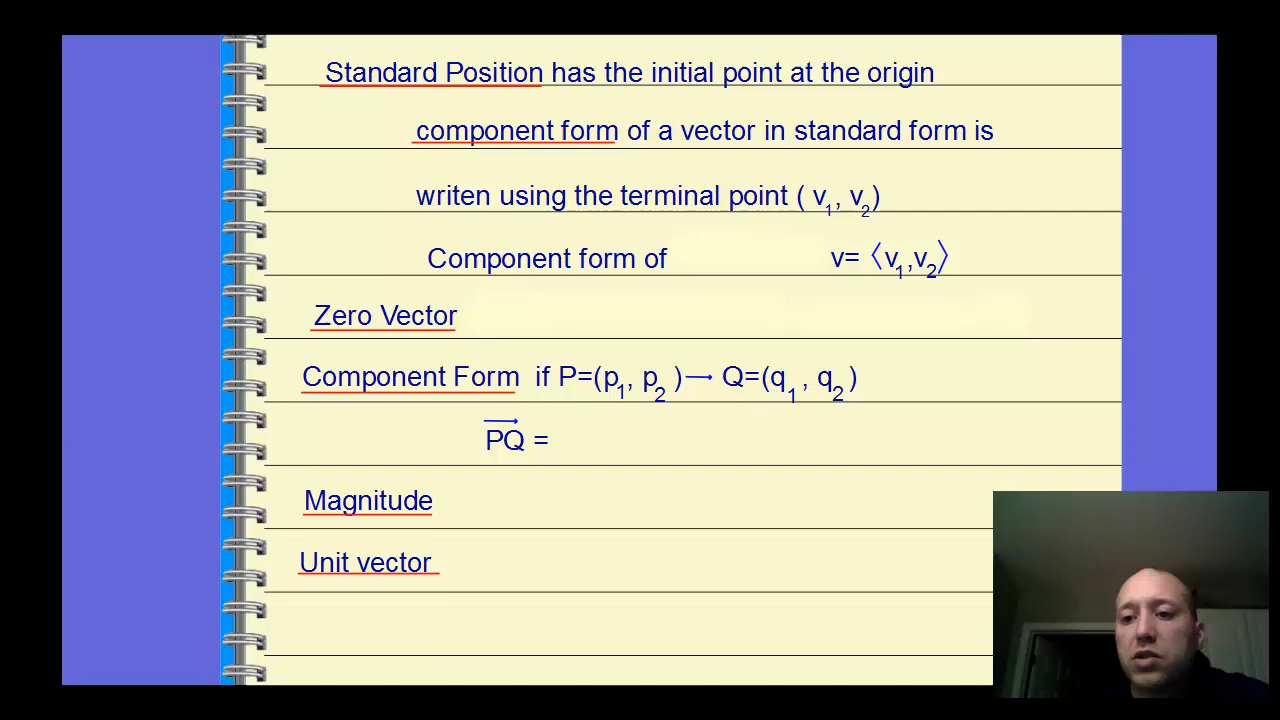 Standard Position has the initial point at the origin
component form of a vector in standard form is
writen using the terminal point ( v₁, v₂)
Component form of v= 〈v₁,v₂〉
Zero Vector
Component Form if P=(p₁, p₂ )→ Q=(q₁ , q₂ )
P͞Q⃗ =
Magnitude
Unit vector